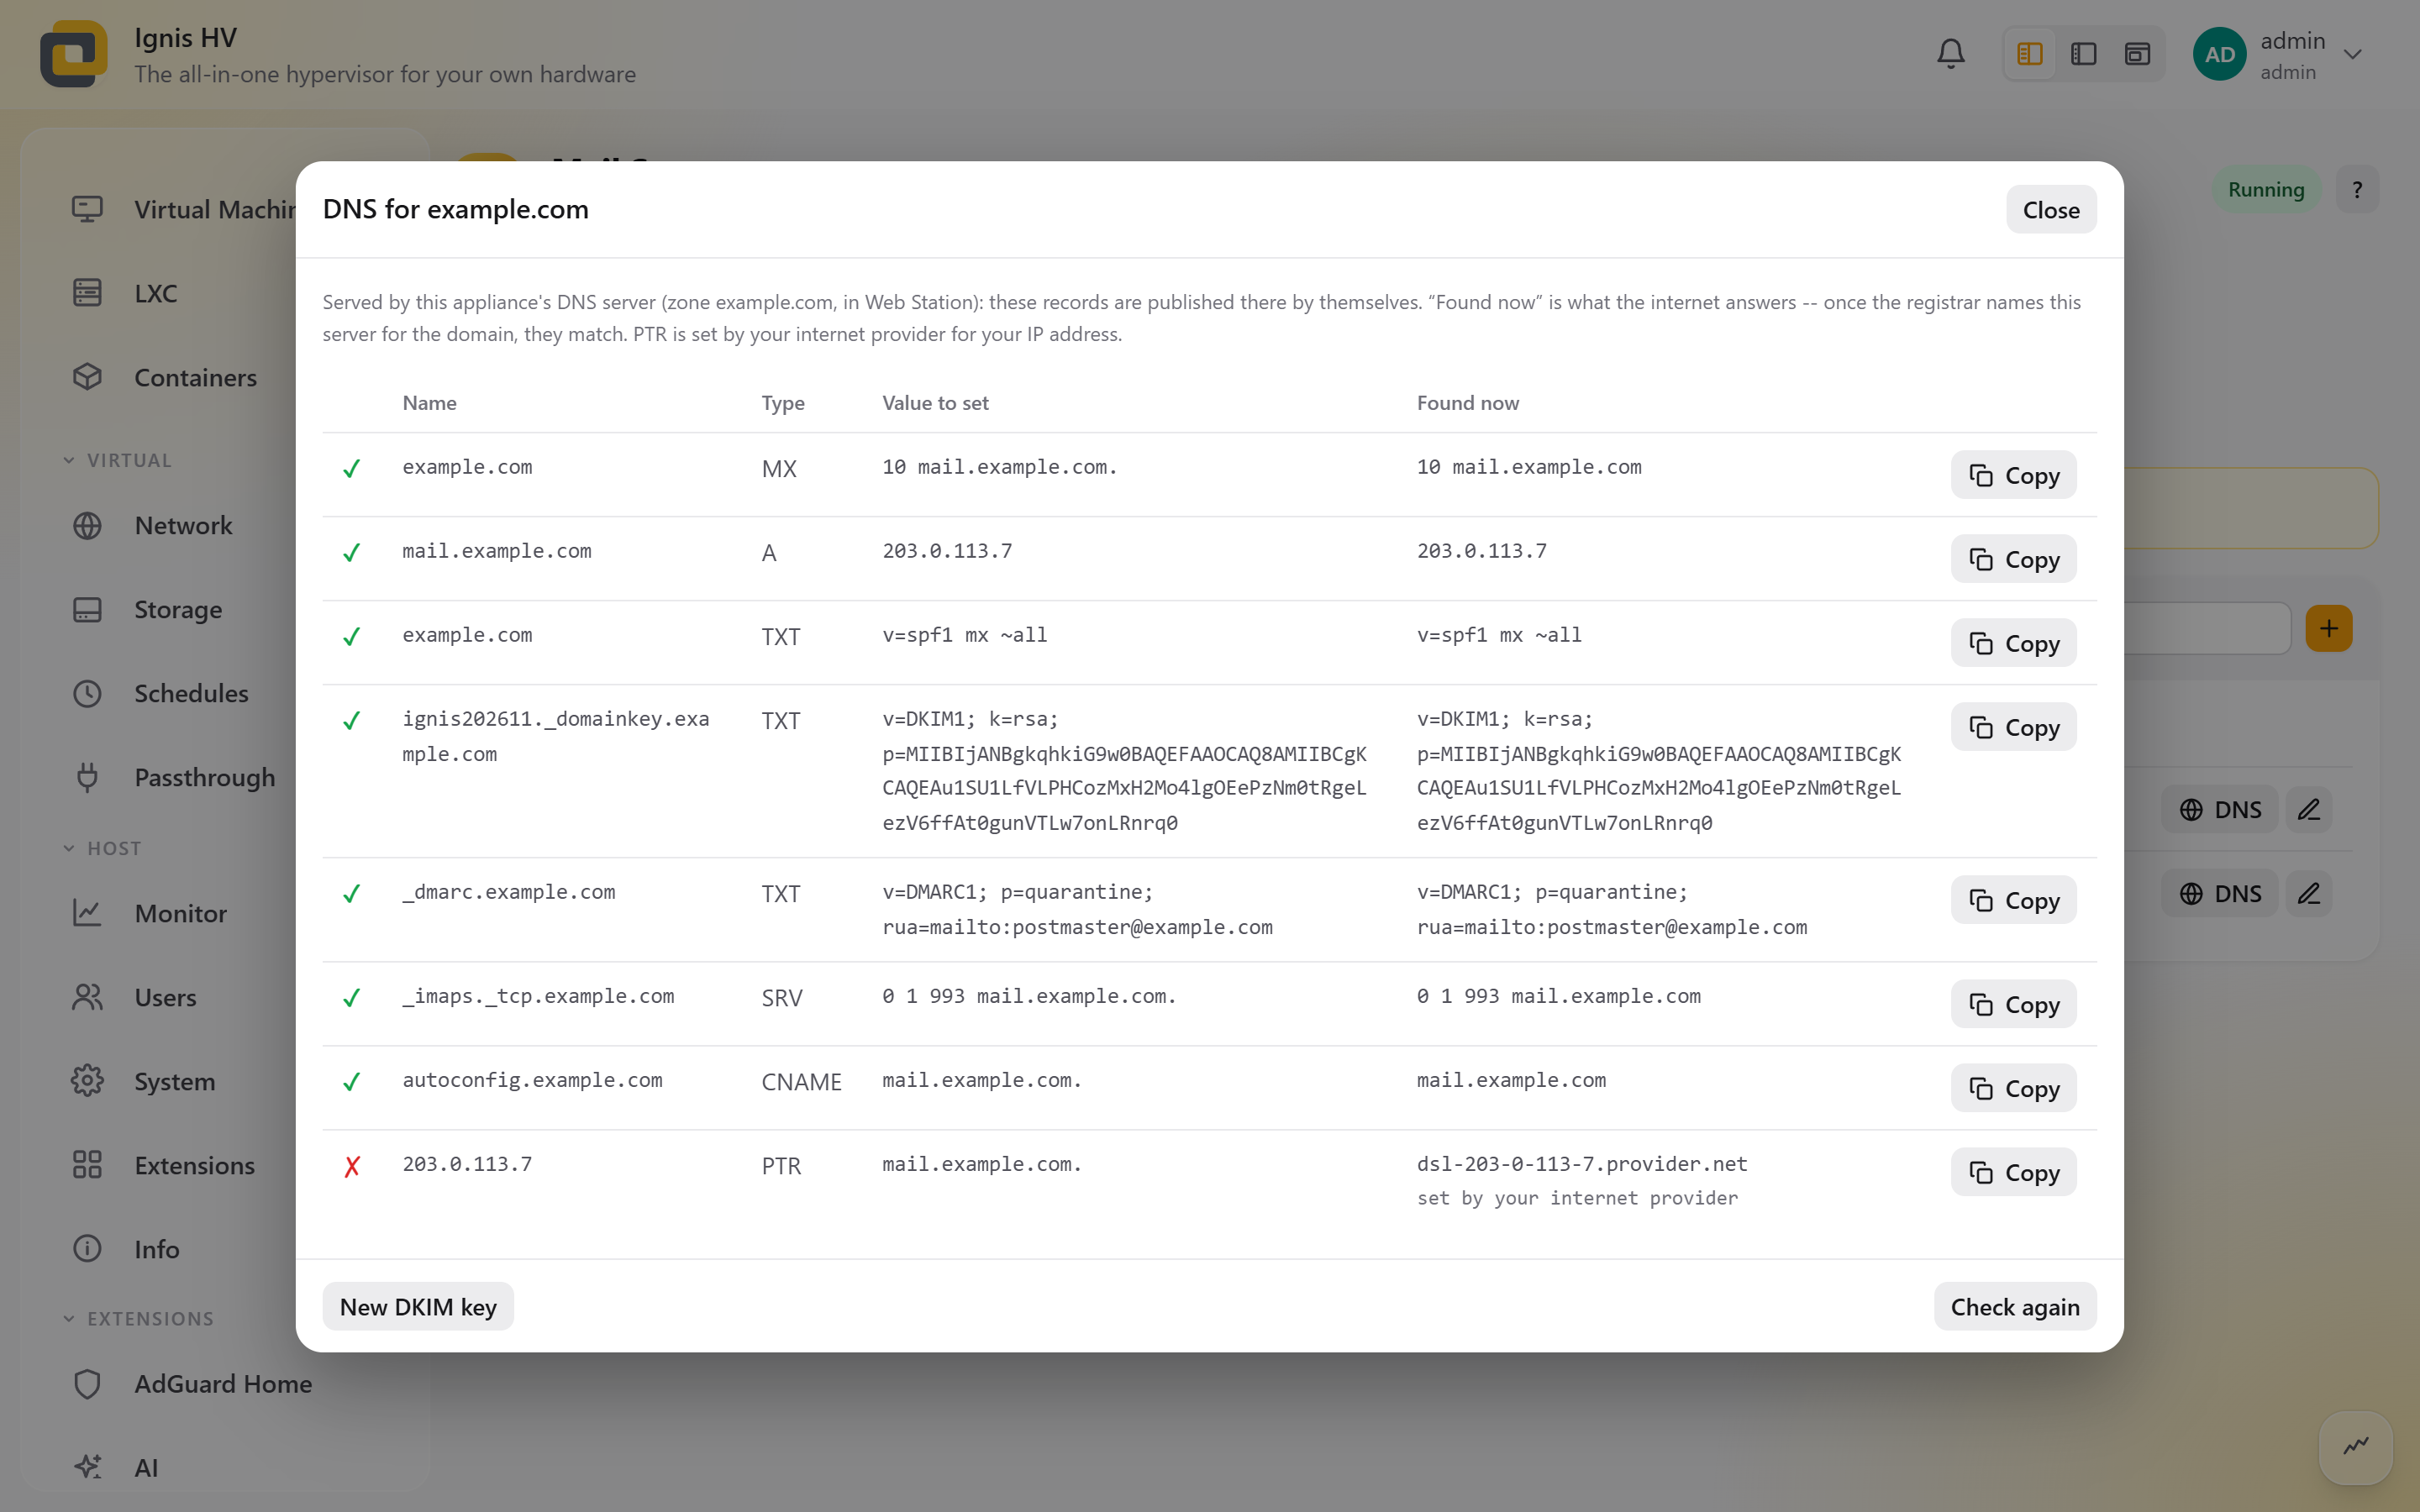 Ignis HV
The all-in-one hypervisor for your own hardware
AD
admin
admin
Running
?
Virtual
LXC
Containers
VIRTUAL
Network
Storage
Schedules
Passthrough
HOST
Monitor
Users
System
Extensions
Info
EXTENSIONS
AdGuard Home
AI
DNS for example.com
Close
Served by this appliance's DNS server (zone example.com, in Web Station): these records are published there by themselves. “Found now” is what the internet answers -- once the registrar names this
server for the domain, they match. PTR is set by your internet provider for your IP address.
Name Type Value to set Found now
example.com MX 10 mail.example.com. 10 mail.example.com Copy
mail.example.com A 203.0.113.7 203.0.113.7 Copy
example.com TXT v=spf1 mx ~all v=spf1 mx ~all Copy
ignis202611._domainkey.exa TXT v=DKIM1; k=rsa; v=DKIM1; k=rsa; Copy
mple.com p=MIIBIjANBgkqhkiG9w0BAQEFAAOCAQ8AMIIBCgK p=MIIBIjANBgkqhkiG9w0BAQEFAAOCAQ8AMIIBCgK
CAQEAu1SU1LfVLPHCozMxH2Mo4lgOEePzNm0tRgeL CAQEAu1SU1LfVLPHCozMxH2Mo4lgOEePzNm0tRgeL
ezV6ffAt0gunVTLw7onLRnrq0 ezV6ffAt0gunVTLw7onLRnrq0
_dmarc.example.com TXT v=DMARC1; p=quarantine; v=DMARC1; p=quarantine; Copy
rua=mailto:postmaster@example.com rua=mailto:postmaster@example.com
_imaps._tcp.example.com SRV 0 1 993 mail.example.com. 0 1 993 mail.example.com Copy
autoconfig.example.com CNAME mail.example.com. mail.example.com Copy
203.0.113.7 PTR mail.example.com. dsl-203-0-113-7.provider.net Copy
set by your internet provider
New DKIM key
Check again
DNS
DNS